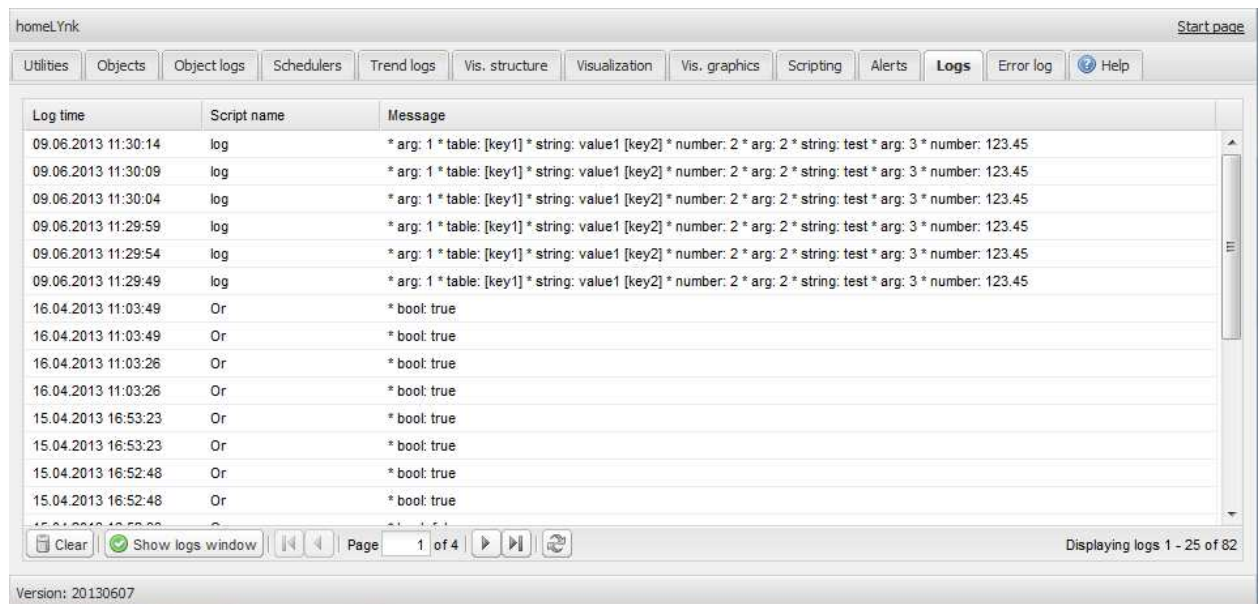 homeLYnk Start page
Utilities Objects Object logs Schedulers Trend logs Vis. structure Visualization Vis. graphics Scripting Alerts Logs Error log Help
Log time Script name Message
09.06.2013 11:30:14 log * arg: 1 * table: [key1] * string: value1 [key2] * number: 2 * arg: 2 * string: test * arg: 3 * number: 123.45
09.06.2013 11:30:09 log * arg: 1 * table: [key1] * string: value1 [key2] * number: 2 * arg: 2 * string: test * arg: 3 * number: 123.45
09.06.2013 11:30:04 log * arg: 1 * table: [key1] * string: value1 [key2] * number: 2 * arg: 2 * string: test * arg: 3 * number: 123.45
09.06.2013 11:29:59 log * arg: 1 * table: [key1] * string: value1 [key2] * number: 2 * arg: 2 * string: test * arg: 3 * number: 123.45
09.06.2013 11:29:54 log * arg: 1 * table: [key1] * string: value1 [key2] * number: 2 * arg: 2 * string: test * arg: 3 * number: 123.45
09.06.2013 11:29:49 log * arg: 1 * table: [key1] * string: value1 [key2] * number: 2 * arg: 2 * string: test * arg: 3 * number: 123.45
16.04.2013 11:03:49 Or * bool: true
16.04.2013 11:03:49 Or * bool: true
16.04.2013 11:03:26 Or * bool: true
16.04.2013 11:03:26 Or * bool: true
15.04.2013 16:53:23 Or * bool: true
15.04.2013 16:53:23 Or * bool: true
15.04.2013 16:52:48 Or * bool: true
15.04.2013 16:52:48 Or * bool: true
Clear Show logs window Page 1 of 4 Displaying logs 1 - 25 of 82
Version: 20130607